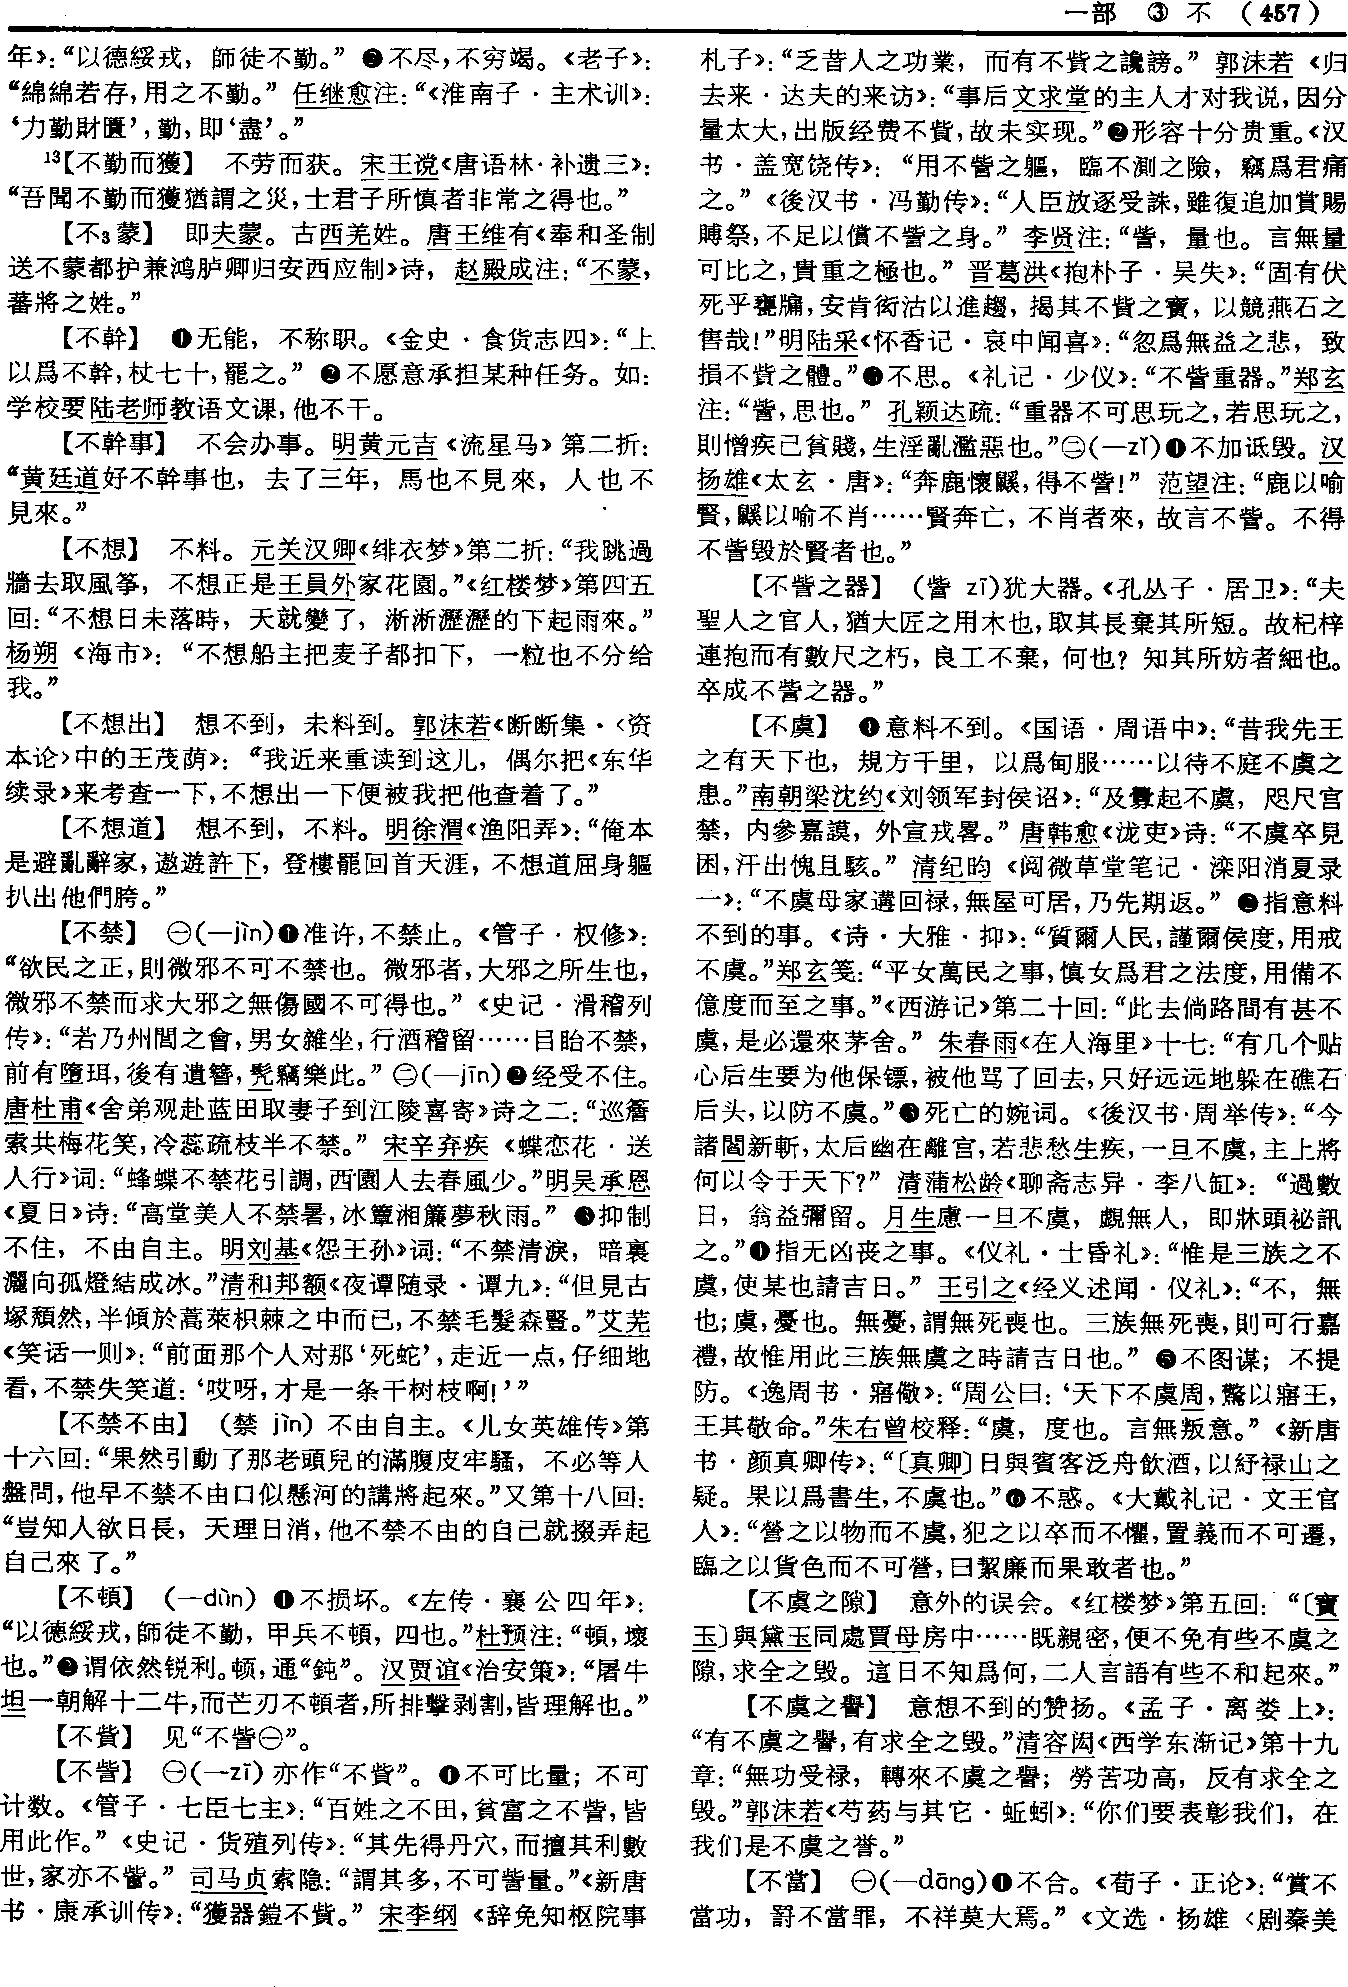 一部 ③ 不 (457)
年》：“以德綏戎，師徒不勤。” ❷不尽，不穷竭。《老子》：
“綿綿若存，用之不勤。” 任继愈注：“《淮南子·主术训》：
‘力勤財匱’，勤，即‘盡’。”
¹³【不勤而獲】 不劳而获。宋王谠《唐语林·补遗三》：
“吾聞不勤而獲猶謂之災，士君子所慎者非常之得也。”
【不₃蒙】 即夫蒙。古西羌姓。唐王维有《奉和圣制
送不蒙都护兼鸿胪卿归安西应制》诗，赵殿成注：“不蒙，
蕃將之姓。”
【不幹】 ❶无能，不称职。《金史·食货志四》：“上
以爲不幹，杖七十，罷之。” ❷不愿意承担某种任务。如：
学校要陆老师教语文课，他不干。
【不幹事】 不会办事。明黄元吉《流星马》第二折：
“黄廷道好不幹事也，去了三年，馬也不見來，人也不
見來。”
【不想】 不料。元关汉卿《绯衣梦》第二折：“我跳過
牆去取風筝，不想正是王員外家花園。”《红楼梦》第四五
回：“不想日未落時，天就變了，淅淅瀝瀝的下起雨來。”
杨朔《海市》：“不想船主把麦子都扣下，一粒也不分给
我。”
【不想出】 想不到，未料到。郭沫若《断断集·〈资
本论〉中的王茂荫》：“我近来重读到这儿，偶尔把《东华
续录》来考查一下，不想出一下便被我把他查着了。”
【不想道】 想不到，不料。明徐渭《渔阳弄》：“俺本
是避亂辭家，遨遊許下，登樓罷回首天涯，不想道屈身軀
扒出他們胯。”
【不禁】 ㊀(—jìn)❶准许，不禁止。《管子·权修》：
“欲民之正，則微邪不可不禁也。微邪者，大邪之所生也，
微邪不禁而求大邪之無傷國不可得也。”《史记·滑稽列
传》：“若乃州閭之會，男女雜坐，行酒稽留……目眙不禁，
前有墮珥，後有遺簪，髡竊樂此。” ㊁(—jīn)❷经受不住。
唐杜甫《舍弟观赴蓝田取妻子到江陵喜寄》诗之二：“巡簷
索共梅花笑，冷蕊疏枝半不禁。” 宋辛弃疾《蝶恋花·送
人行》词：“蜂蝶不禁花引調，西園人去春風少。”明吴承恩
《夏日》诗：“高堂美人不禁暑，冰簟湘簾夢秋雨。” ❸抑制
不住，不由自主。明刘基《怨王孙》词：“不禁清淚，暗裏
灑向孤燈結成冰。”清和邦额《夜谭随录·谭九》：“但見古
塚頹然，半傾於蒿萊枳棘之中而已，不禁毛髮森豎。”艾芜
《笑话一则》：“前面那个人对那‘死蛇’，走近一点，仔细地
看，不禁失笑道：‘哎呀，才是一条干树枝啊！’”
【不禁不由】 （禁 jìn）不由自主。《儿女英雄传》第
十六回：“果然引動了那老頭兒的滿腹皮牢騷，不必等人
盤問，他早不禁不由口似懸河的講將起來。”又第十八回：
“豈知人欲日長，天理日消，他不禁不由的自己就掇弄起
自己來了。”
【不頓】 (—dùn) ❶不损坏。《左传·襄公四年》：
“以德綏戎，師徒不勤，甲兵不頓，四也。”杜预注：“頓，壞
也。”❷谓依然锐利。顿，通“鈍”。汉贾谊《治安策》：“屠牛
坦一朝解十二牛，而芒刃不頓者，所排擊剥割，皆理解也。”
【不貲】 见“不訾㊀”。
【不訾】 ㊀(—zī) 亦作“不貲”。❶不可比量；不可
计数。《管子·七臣七主》：“百姓之不田，貧富之不訾，皆
用此作。”《史记·货殖列传》：“其先得丹穴，而擅其利數
世，家亦不訾。” 司马贞索隐：“謂其多，不可訾量。”《新唐
书·康承训传》：“獲器鎧不貲。” 宋李纲《辞免知枢院事
札子》：“乏昔人之功業，而有不貲之讒謗。” 郭沫若《归
去来·达夫的来访》：“事后文求堂的主人才对我说，因分
量太大，出版经费不貲，故未实现。”❷形容十分贵重。《汉
书·盖宽饶传》：“用不訾之軀，臨不測之險，竊爲君痛
之。”《後汉书·冯勤传》：“人臣放逐受誅，雖復追加賞賜
賻祭，不足以償不訾之身。” 李贤注：“訾，量也。言無量
可比之，貴重之極也。” 晋葛洪《抱朴子·吴失》：“固有伏
死乎甕牖，安肯衒沽以進趨，揭其不貲之寶，以競燕石之
售哉！”明陆采《怀香记·哀中闻喜》：“忽爲無益之悲，致
損不貲之體。”❸不思。《礼记·少仪》：“不訾重器。”郑玄
注：“訾，思也。” 孔颖达疏：“重器不可思玩之，若思玩之，
則憎疾己貧賤，生淫亂濫惡也。”㊁(—zǐ)❶不加诋毁。汉
扬雄《太玄·唐》：“奔鹿懷鼷，得不訾！” 范望注：“鹿以喻
賢，鼷以喻不肖……賢奔亡，不肖者來，故言不訾。不得
不訾毁於賢者也。”
【不訾之器】 （訾 zī）犹大器。《孔丛子·居卫》：“夫
聖人之官人，猶大匠之用木也，取其長棄其所短。故杞梓
連抱而有數尺之朽，良工不棄，何也？知其所妨者細也。
卒成不訾之器。”
【不虞】 ❶意料不到。《国语·周语中》：“昔我先王
之有天下也，規方千里，以爲甸服……以待不庭不虞之
患。”南朝梁沈约《刘领军封侯诏》：“及釁起不虞，咫尺宫
禁，内參嘉謨，外宣戎畧。” 唐韩愈《泷吏》诗：“不虞卒見
困，汗出愧且駭。” 清纪昀《阅微草堂笔记·滦阳消夏录
一》：“不虞母家遘回禄，無屋可居，乃先期返。” ❷指意料
不到的事。《诗·大雅·抑》：“質爾人民，謹爾侯度，用戒
不虞。”郑玄笺：“平女萬民之事，慎女爲君之法度，用備不
億度而至之事。”《西游记》第二十回：“此去倘路間有甚不
虞，是必還來茅舍。” 朱春雨《在人海里》十七：“有几个贴
心后生要为他保镖，被他骂了回去，只好远远地躲在礁石
后头，以防不虞。”❸死亡的婉词。《後汉书·周举传》：“今
諸閻新斬，太后幽在離宫，若悲愁生疾，一旦不虞，主上將
何以令于天下？” 清蒲松龄《聊斋志异·李八缸》：“過數
日，翁益彌留。月生慮一旦不虞，覷無人，即牀頭祕訊
之。”❹指无凶丧之事。《仪礼·士昏礼》：“惟是三族之不
虞，使某也請吉日。” 王引之《经义述闻·仪礼》：“不，無
也；虞，憂也。無憂，謂無死喪也。三族無死喪，則可行嘉
禮，故惟用此三族無虞之時請吉日也。” ❺不图谋；不提
防。《逸周书·寤儆》：“周公曰：‘天下不虞周，驚以寤王，
王其敬命。’”朱右曾校释：“虞，度也。言無叛意。”《新唐
书·颜真卿传》：“〔真卿〕日與賓客泛舟飲酒，以紓禄山之
疑。果以爲書生，不虞也。”❻不惑。《大戴礼记·文王官
人》：“營之以物而不虞，犯之以卒而不懼，置義而不可遷，
臨之以貨色而不可營，曰絜廉而果敢者也。”
【不虞之隙】 意外的误会。《红楼梦》第五回：“〔寶
玉〕與黛玉同處賈母房中……既親密，便不免有些不虞之
隙，求全之毁。這日不知爲何，二人言語有些不和起來。”
【不虞之譽】 意想不到的赞扬。《孟子·离娄上》：
“有不虞之譽，有求全之毁。”清容闳《西学东渐记》第十九
章：“無功受禄，轉來不虞之譽；勞苦功高，反有求全之
毁。”郭沫若《芍药与其它·蚯蚓》：“你们要表彰我们，在
我们是不虞之誉。”
【不當】 ㊀(—dāng)❶不合。《荀子·正论》：“賞不
當功，罰不當罪，不祥莫大焉。”《文选·扬雄〈剧秦美